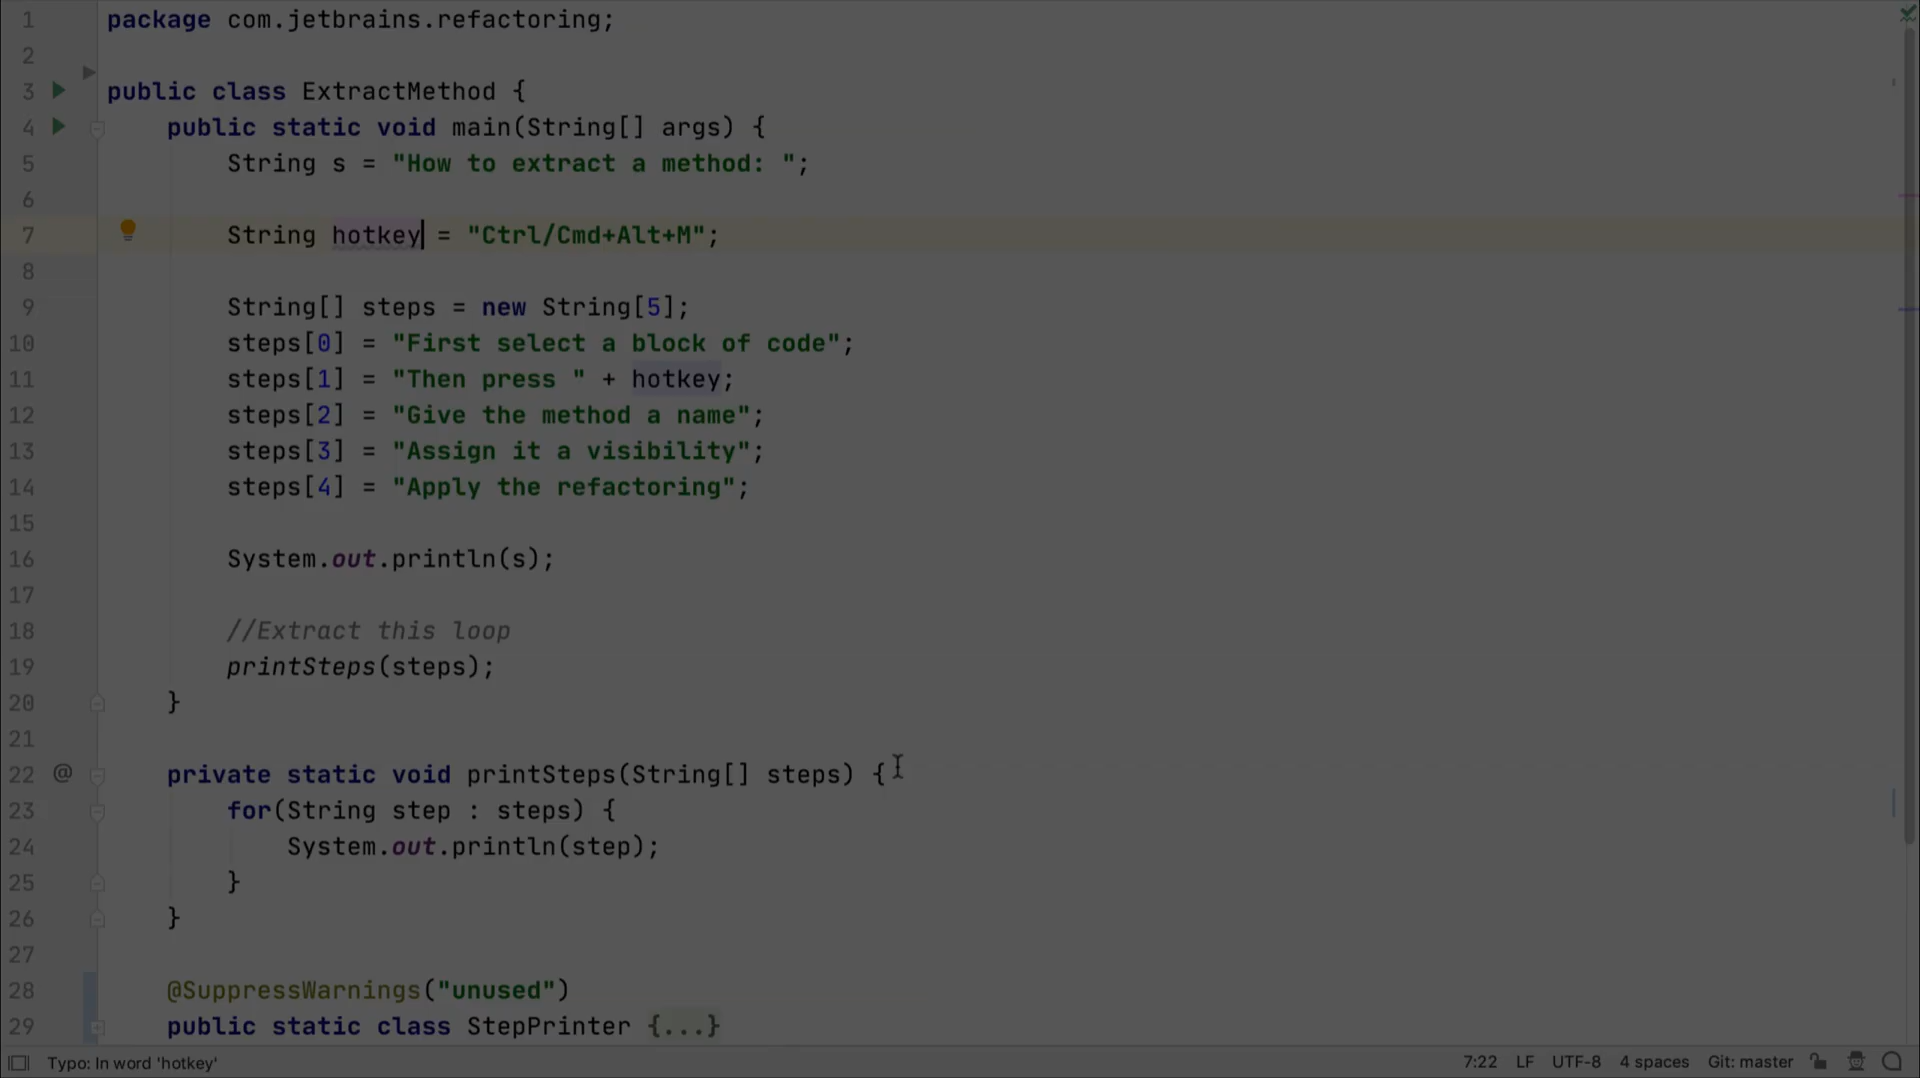 1 package com.jetbrains.refactoring;
2
3 public class ExtractMethod {
4 public static void main(String[] args) {
5 String s = "How to extract a method: ";
6
7 String hotkey = "Ctrl/Cmd+Alt+M";
8
9 String[] steps = new String[5];
10 steps[0] = "First select a block of code";
11 steps[1] = "Then press " + hotkey;
12 steps[2] = "Give the method a name";
13 steps[3] = "Assign it a visibility";
14 steps[4] = "Apply the refactoring";
15
16 System.out.println(s);
17
18 //Extract this loop
19 printSteps(steps);
20 }
21
22 @ private static void printSteps(String[] steps) {
23 for(String step : steps) {
24 System.out.println(step);
25 }
26 }
27
28 @SuppressWarnings("unused")
29 public static class StepPrinter {...}
Typo: In word 'hotkey' 7:22 LF UTF-8 4 spaces Git: master